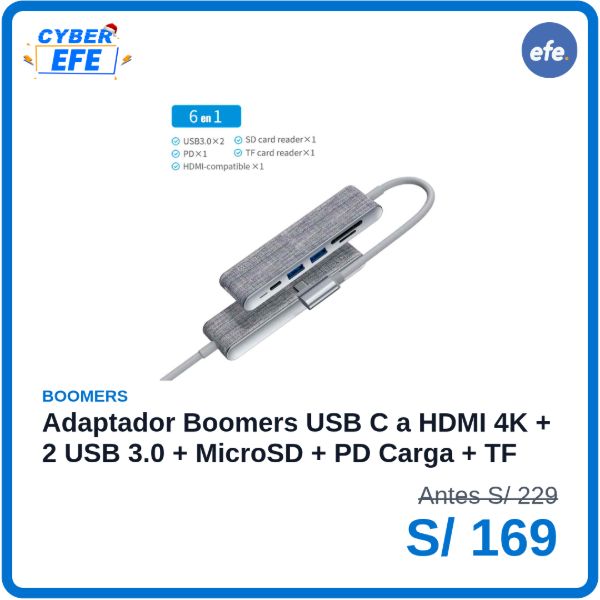 CYBER
EFE
efe.
6 en 1
USB3.0×2
SD card reader×1
PD×1
TF card reader×1
HDMI-compatible ×1
BOOMERS
Adaptador Boomers USB C a HDMI 4K +
2 USB 3.0 + MicroSD + PD Carga + TF
Antes S/ 229
S/ 169